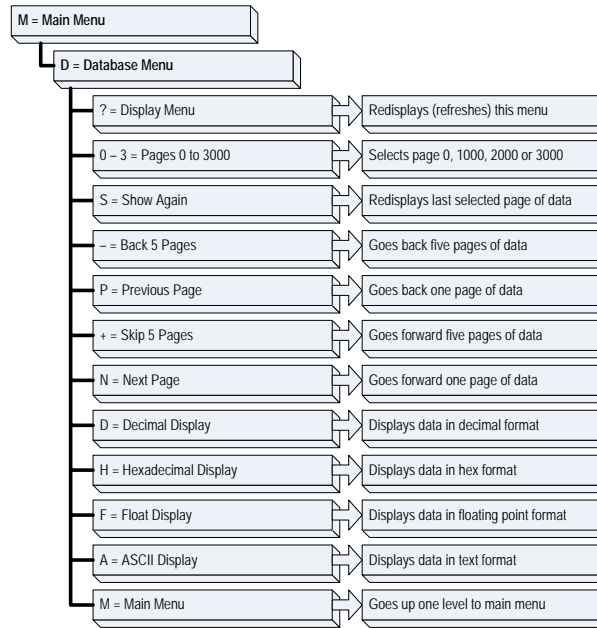 M = Main Menu
D = Database Menu
? = Display Menu
Redisplays (refreshes) this menu
0 – 3 = Pages 0 to 3000
Selects page 0, 1000, 2000 or 3000
S = Show Again
Redisplays last selected page of data
– = Back 5 Pages
Goes back five pages of data
P = Previous Page
Goes back one page of data
+ = Skip 5 Pages
Goes forward five pages of data
N = Next Page
Goes forward one page of data
D = Decimal Display
Displays data in decimal format
H = Hexadecimal Display
Displays data in hex format
F = Float Display
Displays data in floating point format
A = ASCII Display
Displays data in text format
M = Main Menu
Goes up one level to main menu